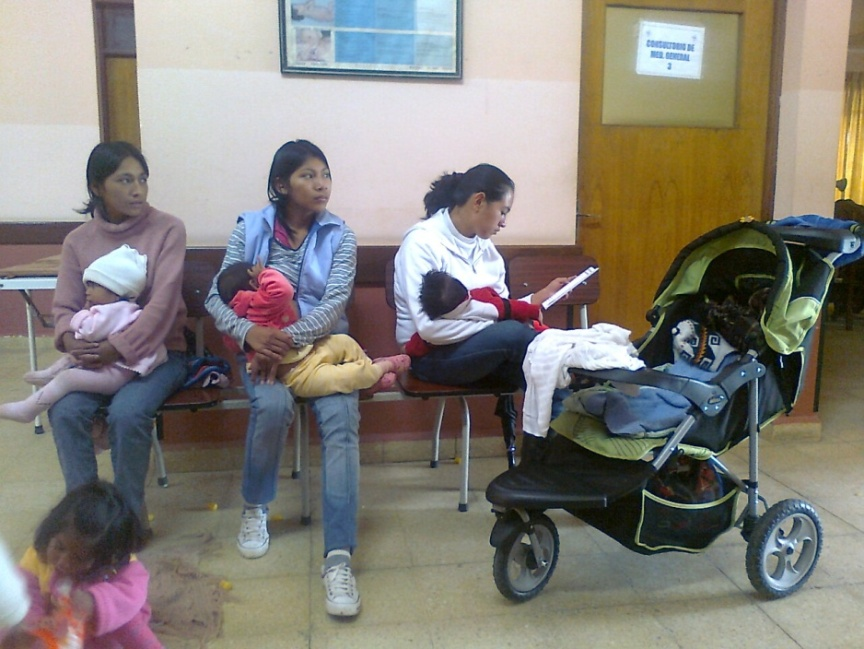 CONSULTORIO DE
MED. GENERAL
3